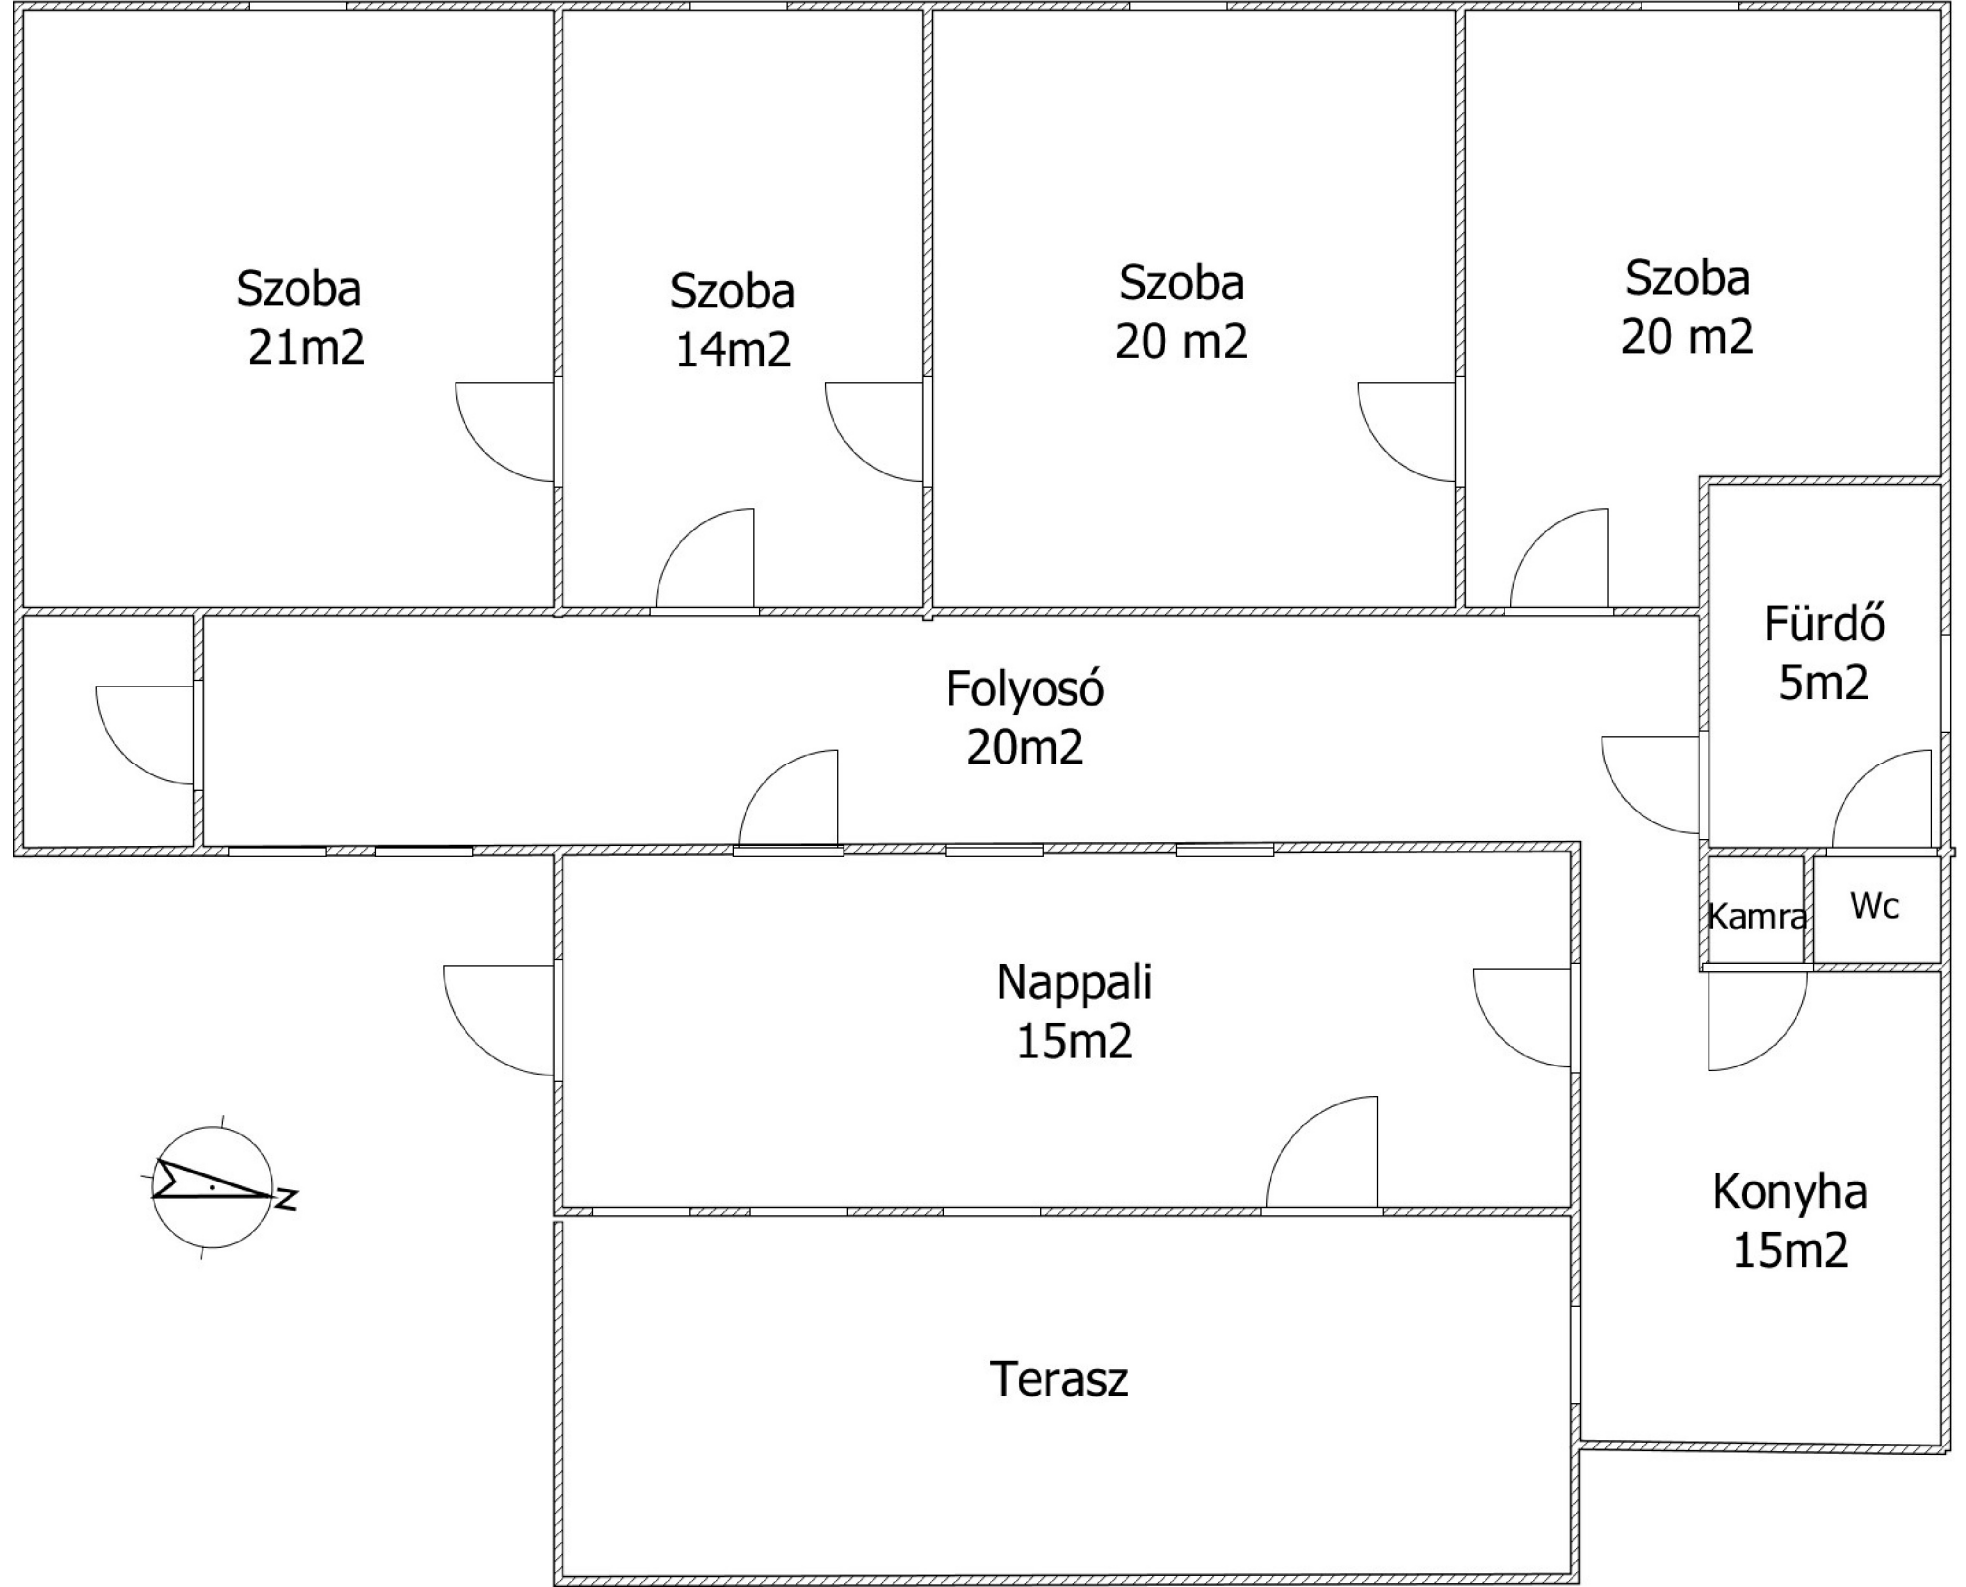 Szoba
21m2
Szoba
14m2
Szoba
20 m2
Szoba
20 m2
Fürdő
5m2
Folyosó
20m2
Kamra
Wc
Nappali
15m2
N
Konyha
15m2
Terasz